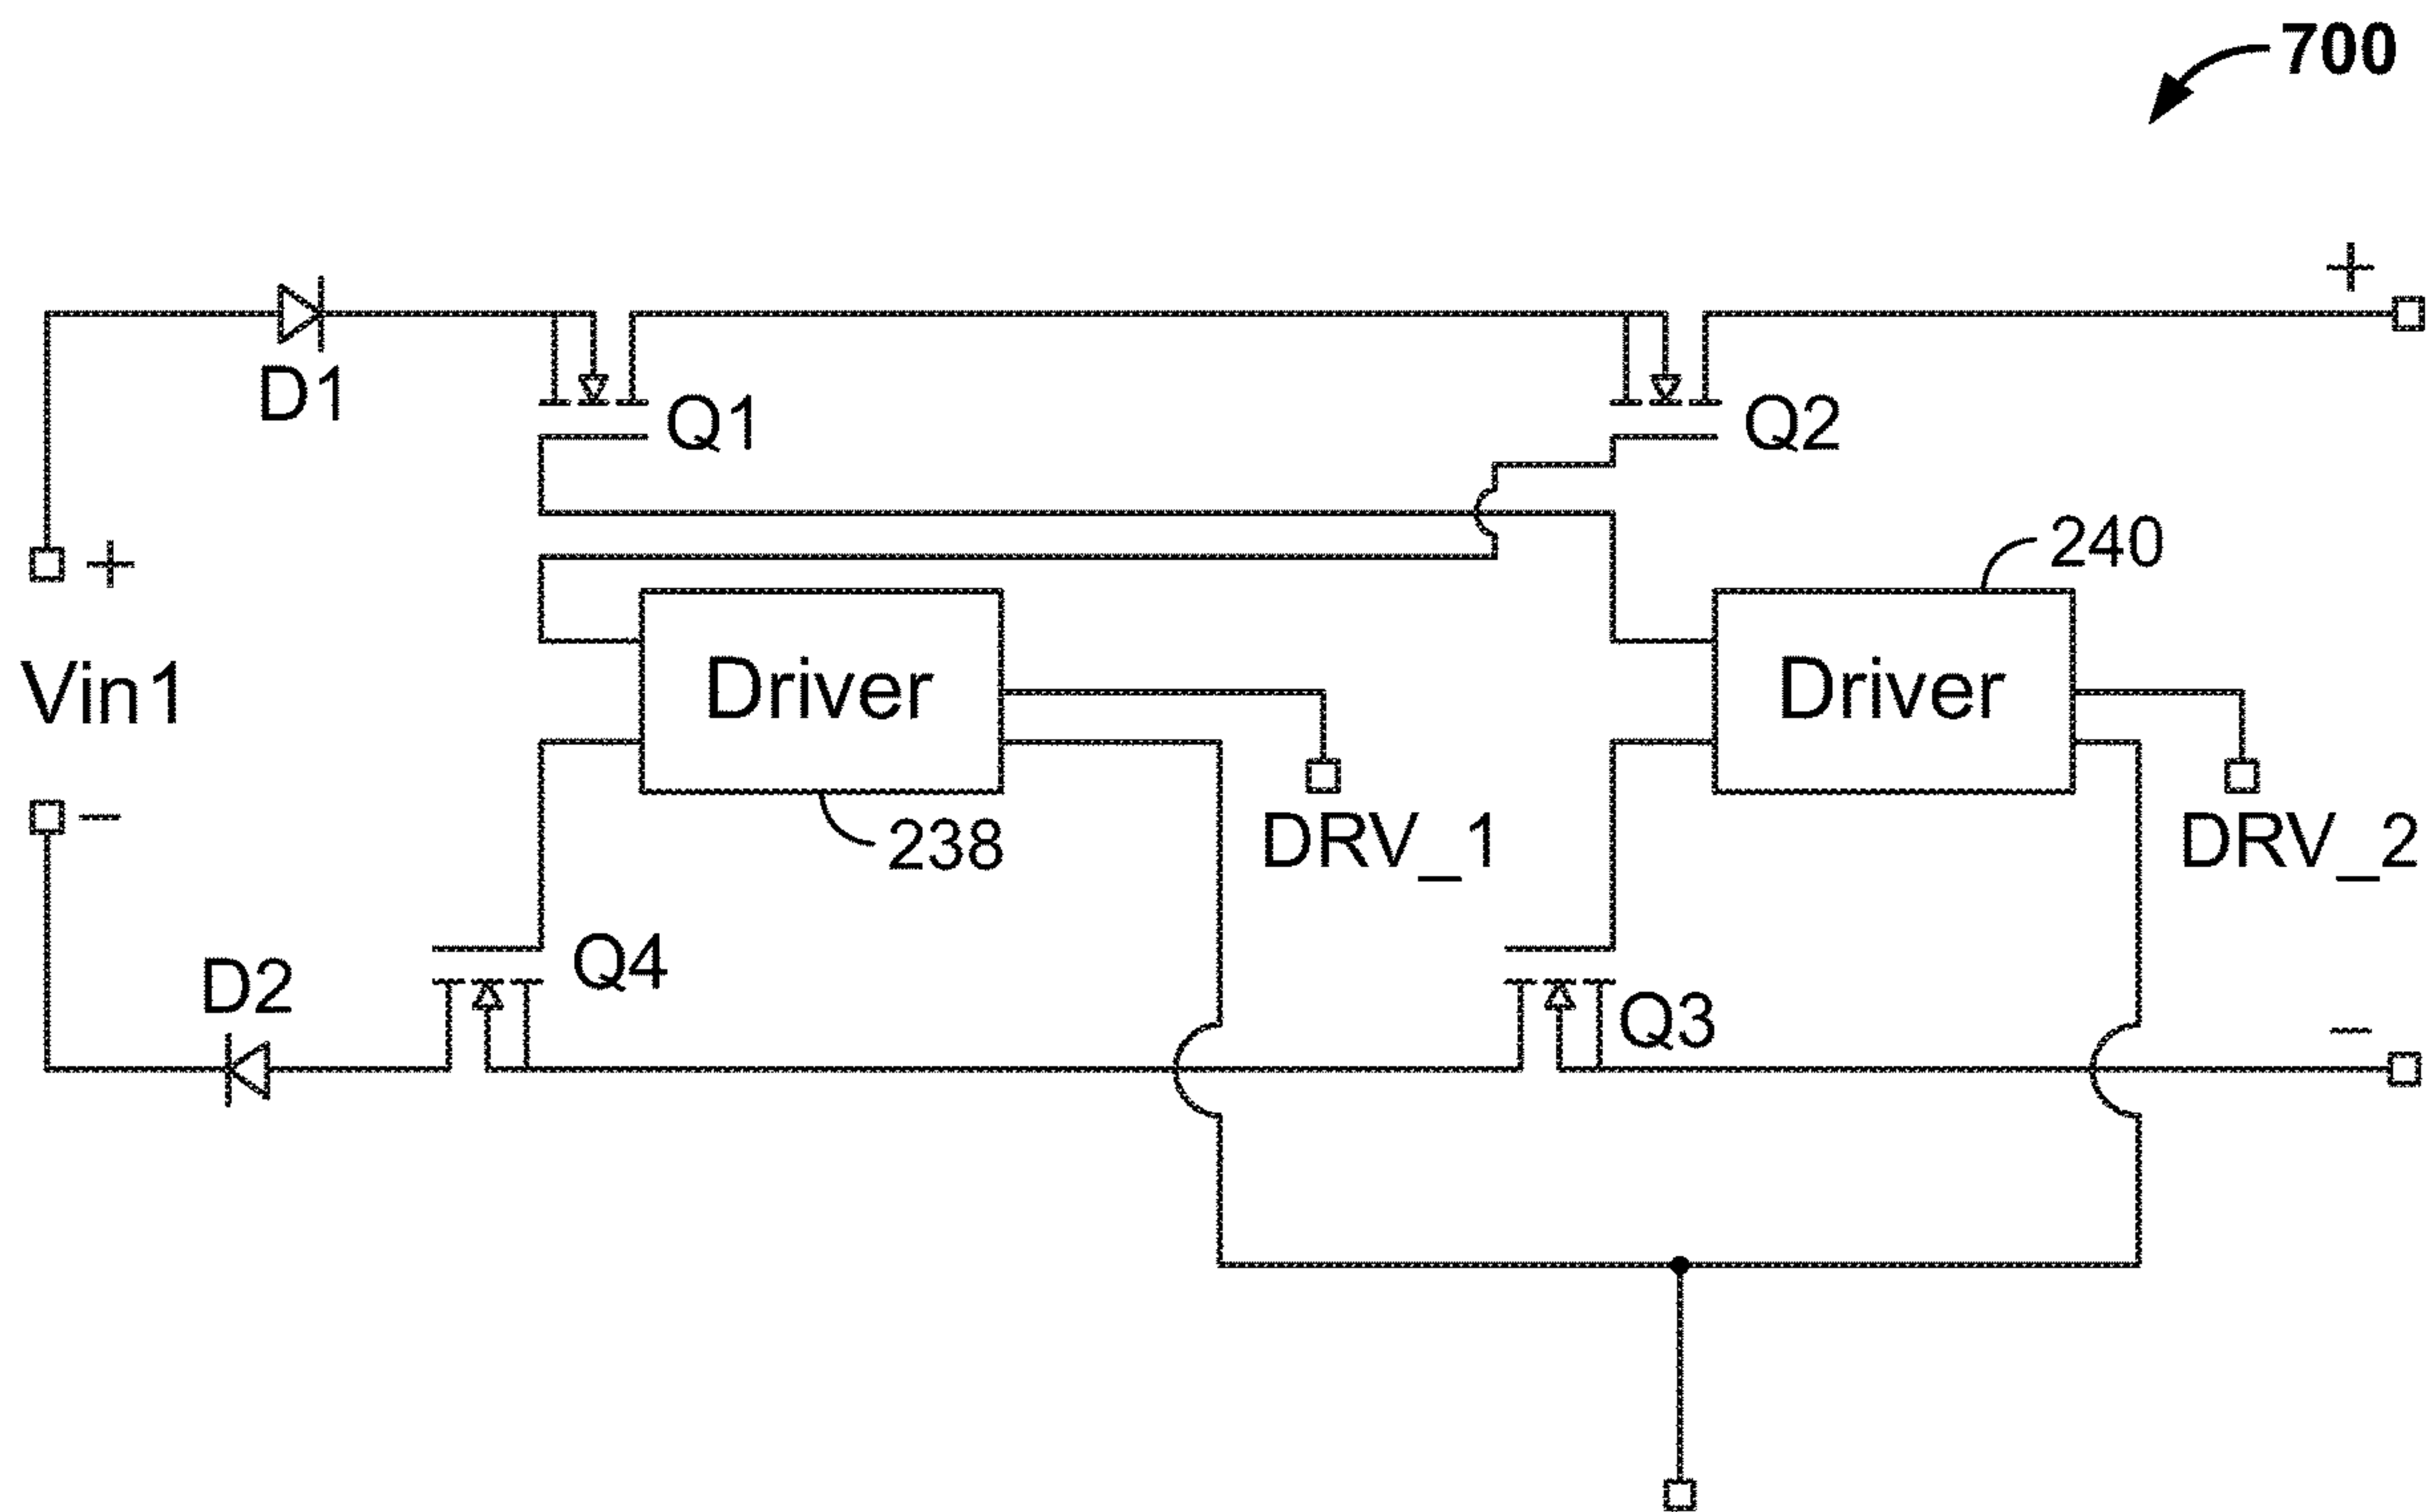 700
+
D1
Q1
Q2
+
240
Vin1
Driver
Driver
−
238
DRV_1
DRV_2
D2
Q4
Q3
−